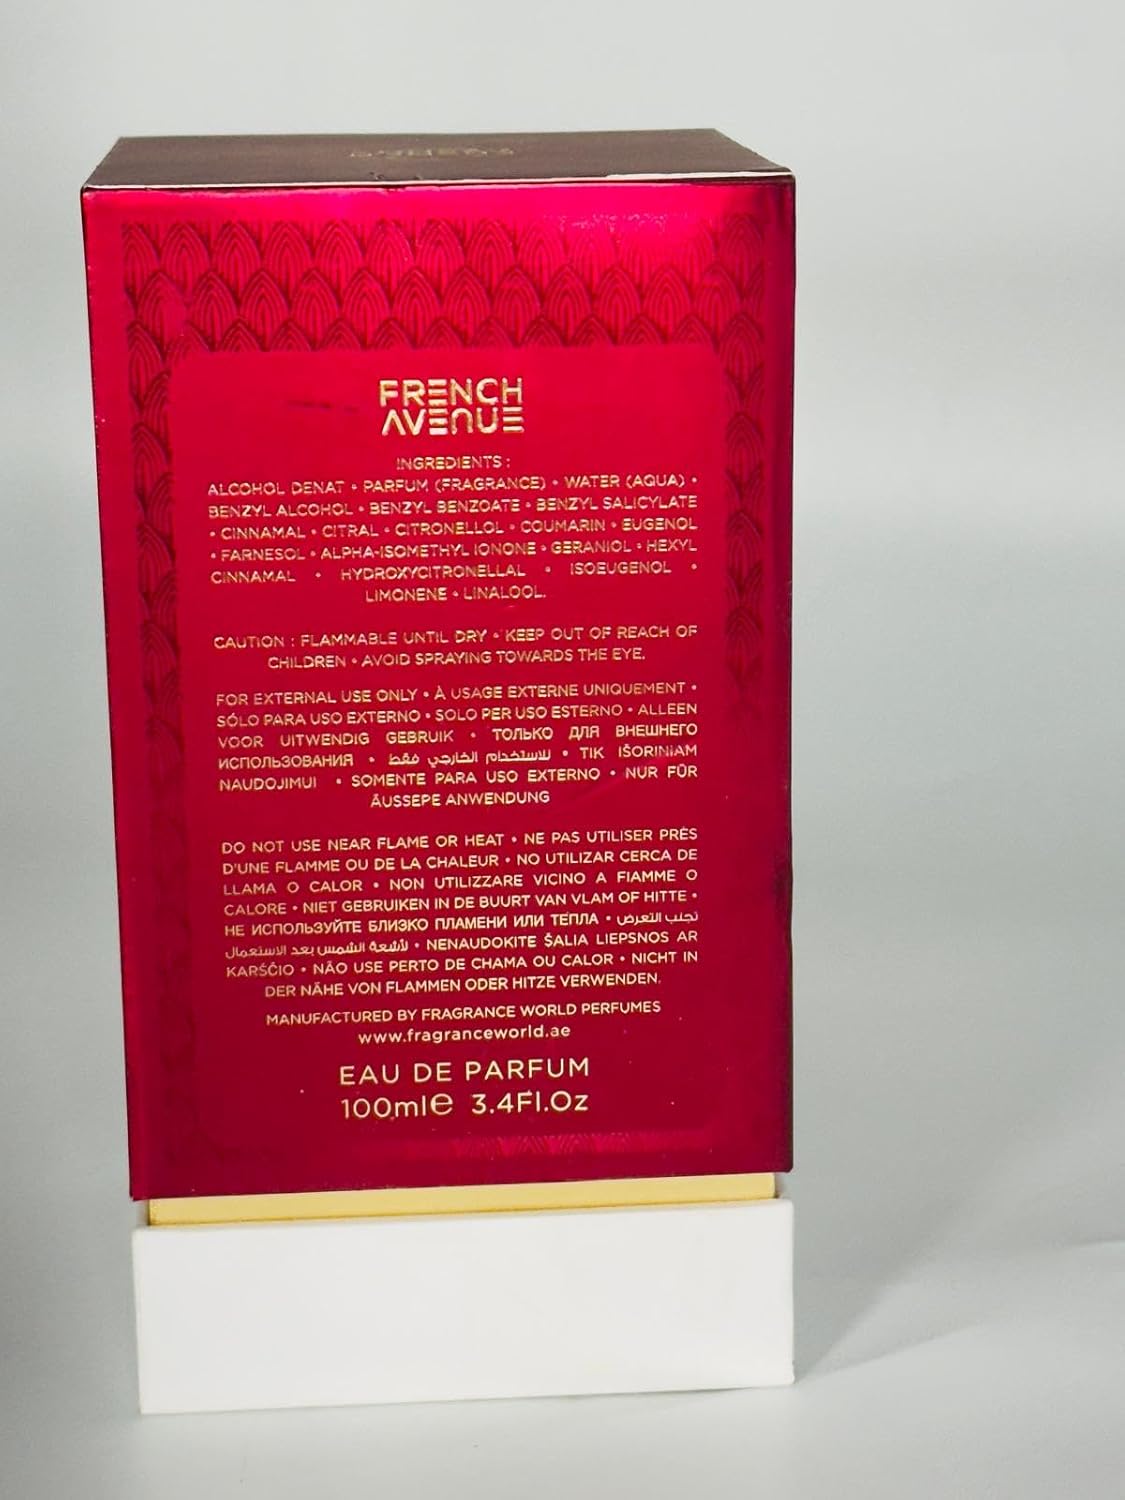 FRENCH
AVENUE
INGREDIENTS :
ALCOHOL DENAT • PARFUM (FRAGRANCE) • WATER (AQUA) •
BENZYL ALCOHOL • BENZYL BENZOATE • BENZYL SALICYLATE
• CINNAMAL • CITRAL • CITRONELLOL • COUMARIN • EUGENOL
• FARNESOL • ALPHA-ISOMETHYL IONONE • GERANIOL • HEXYL
CINNAMAL • HYDROXYCITRONELLAL • ISOEUGENOL •
LIMONENE • LINALOOL.
CAUTION : FLAMMABLE UNTIL DRY • KEEP OUT OF REACH OF
CHILDREN • AVOID SPRAYING TOWARDS THE EYE.
FOR EXTERNAL USE ONLY • À USAGE EXTERNE UNIQUEMENT •
SÓLO PARA USO EXTERNO • SOLO PER USO ESTERNO • ALLEEN
VOOR UITWENDIG GEBRUIK • ТОЛЬКО ДЛЯ ВНЕШНЕГО
ИСПОЛЬЗОВАНИЯ • للاستخدام الخارجي فقط • TIK IŠORINIAM
NAUDOJIMUI • SOMENTE PARA USO EXTERNO • NUR FÜR
ÄUSSEPE ANWENDUNG
DO NOT USE NEAR FLAME OR HEAT • NE PAS UTILISER PRÈS
D'UNE FLAMME OU DE LA CHALEUR • NO UTILIZAR CERCA DE
LLAMA O CALOR • NON UTILIZZARE VICINO A FIAMME O
CALORE • NIET GEBRUIKEN IN DE BUURT VAN VLAM OF HITTE •
НЕ ИСПОЛЬЗУЙТЕ БЛИЗКО ПЛАМЕНИ ИЛИ ТЕПЛА • تجنب التعرض
لأشعة الشمس بعد الاستعمال • NENAUDOKITE ŠALIA LIEPSNOS AR
KARŠČIO • NÃO USE PERTO DE CHAMA OU CALOR • NICHT IN
DER NÄHE VON FLAMMEN ODER HITZE VERWENDEN.
MANUFACTURED BY FRAGRANCE WORLD PERFUMES
www.fragranceworld.ae
EAU DE PARFUM
100ml℮ 3.4Fl.Oz